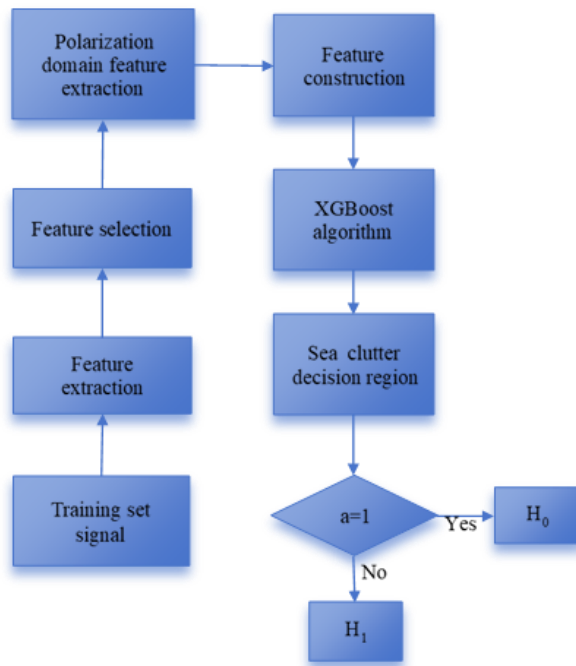 Polarization
domain feature
extraction
Feature
construction
Feature selection
XGBoost
algorithm
Feature
extraction
Sea clutter
decision region
Training set
signal
a=1
Yes
H₀
No
H₁